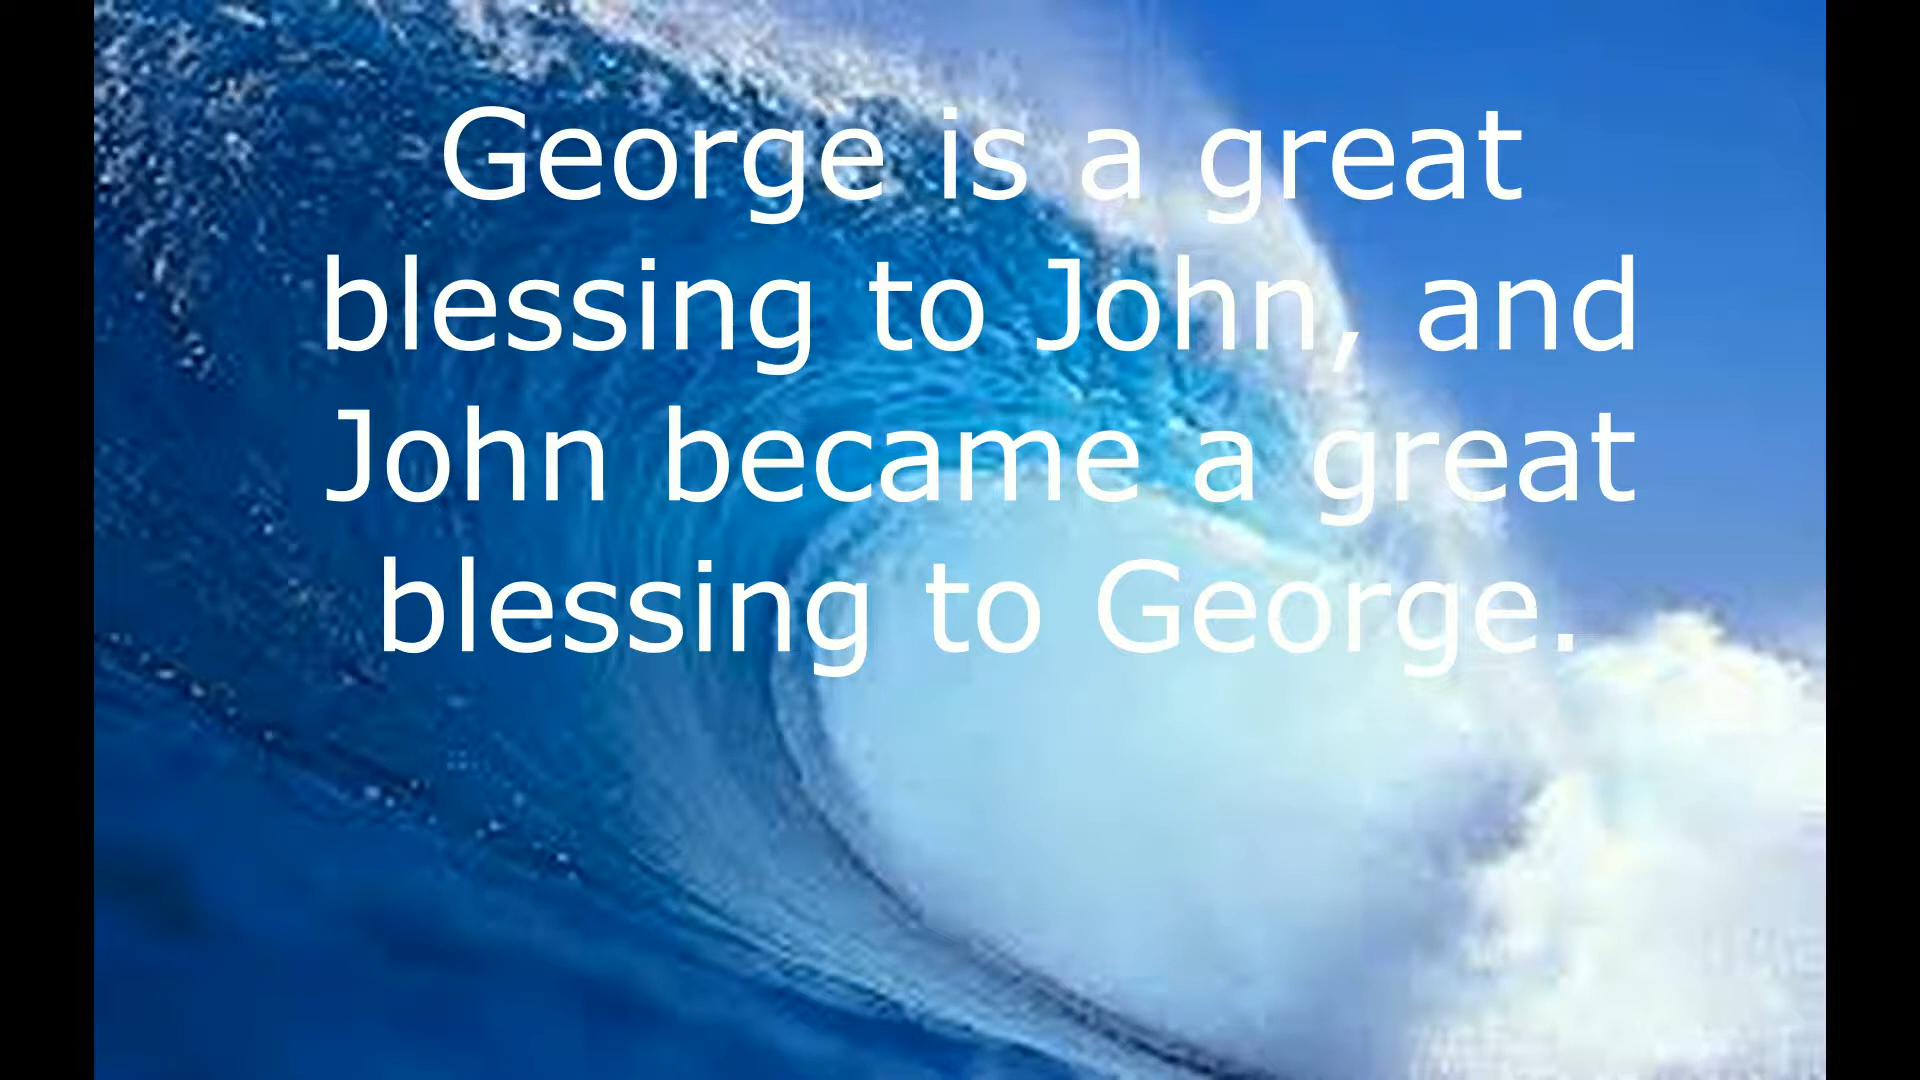 George is a great
blessing to John, and
John became a great
blessing to George.